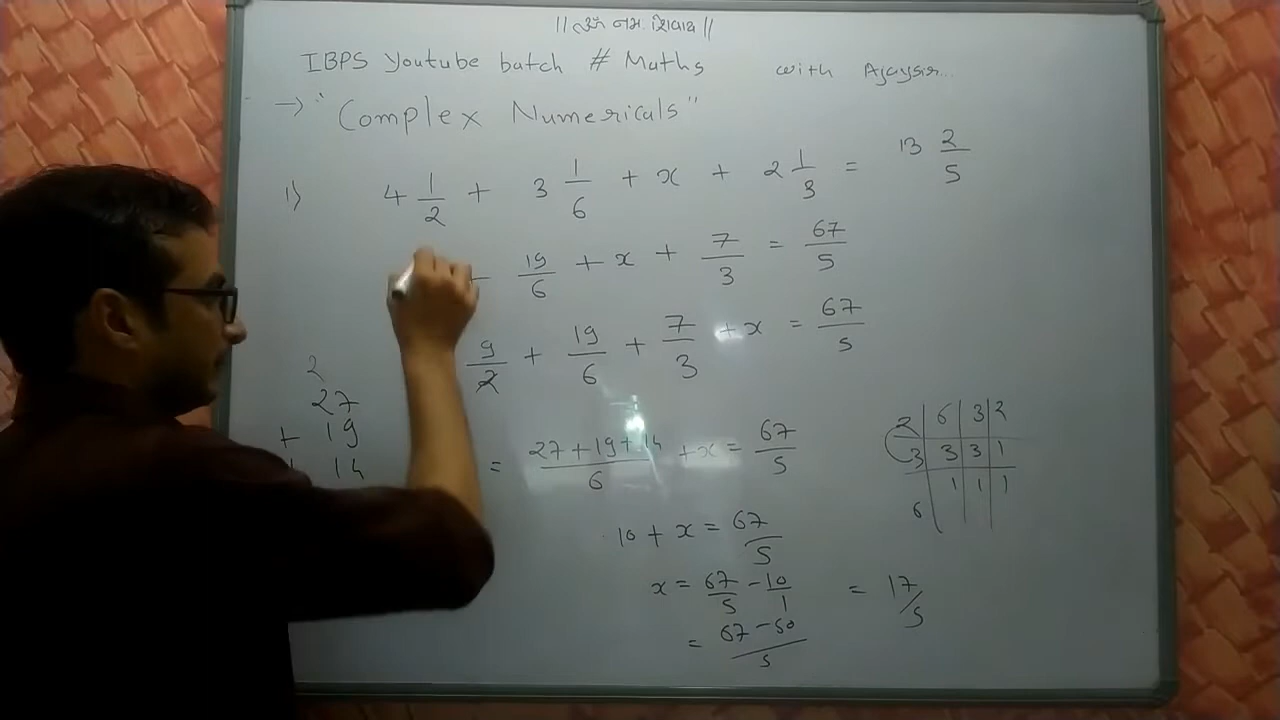 || ૐ નમઃ શિવાય ||
IBPS Youtube batch # Maths with Ajaysir...
→ "Complex Numericals"
1) 4 1/2 + 3 1/6 + x + 2 1/3 = 13 2/5
+ 19/6 + x + 7/3 = 67/5
9/2 + 19/6 + 7/3 + x = 67/5
2
27
+ 19
14
= 27+19+14/6 + x = 67/5
2 | 6 | 3 | 2
3 | 3 | 3 | 1
1 | 1 | 1
6
10 + x = 67/5
x = 67/5 - 10/1 = 17/5
= 67-50/5